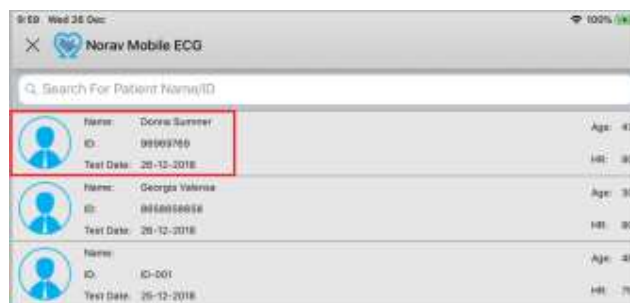 9:59 Wed 26 Dec
100%
Norav Mobile ECG
Search For Patient Name/ID
Name: Donna Summer
Age:
ID:
Test Date: 26-12-2018
HR:
Name: Georgia Valensa
Age:
ID:
Test Date: 26-12-2018
HR:
Name:
Age:
ID: ID-001
Test Date: 25-12-2018
HR: